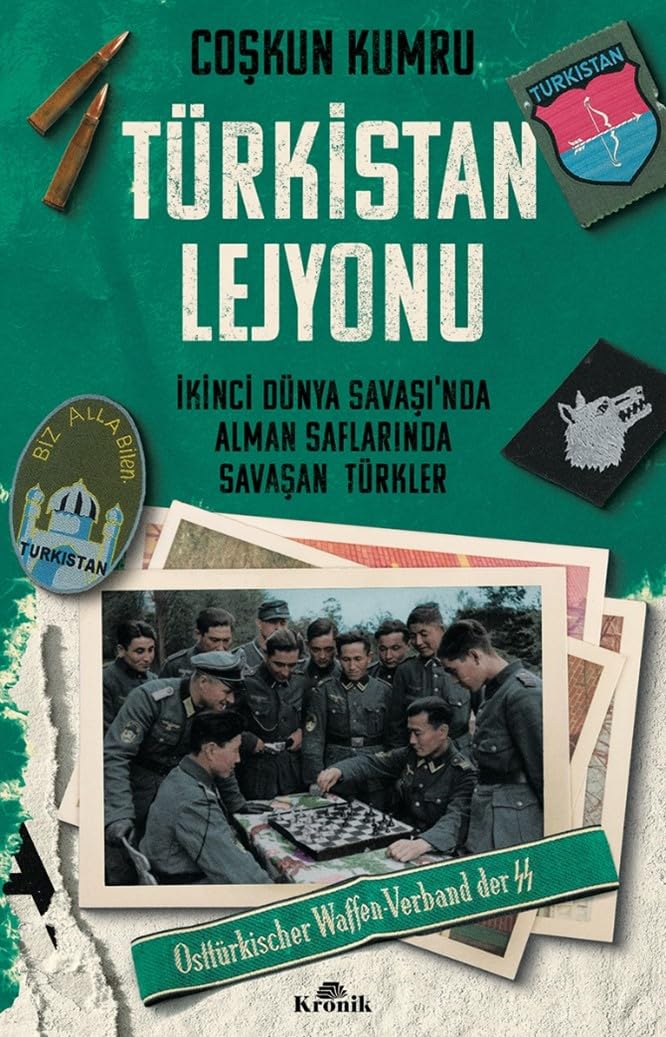 COŞKUN KUMRU
TURKISTAN
TÜRKİSTAN
LEJYONU
İKİNCİ DÜNYA SAVAŞI'NDA
ALMAN SAFLARINDA
SAVAŞAN TÜRKLER
BIZ ALLA Bilen.
TURKISTAN
Osttürkischer Waffen-Verband der SS
Kronik